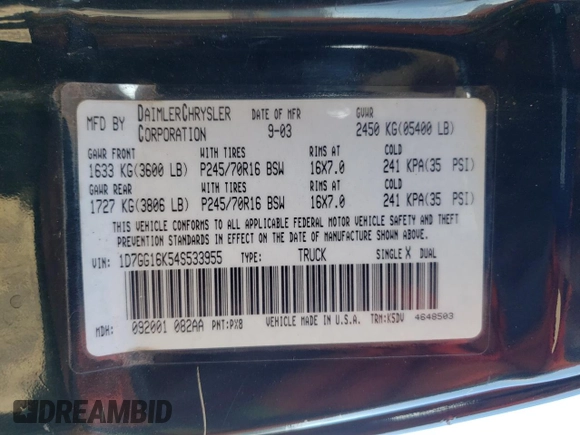 MFD BY DAIMLERCHRYSLER CORPORATION DATE OF MFR 9-03 GVWR 2450 KG(05400 LB)
GAWR FRONT WITH TIRES RIMS AT COLD
1633 KG(3600 LB) P245/70R16 BSW 16X7.0 241 KPA(35 PSI)
GAWR REAR WITH TIRES RIMS AT COLD
1727 KG(3806 LB) P245/70R16 BSW 16X7.0 241 KPA(35 PSI)
THIS VEHICLE CONFORMS TO ALL APPLICABLE FEDERAL MOTOR VEHICLE SAFETY AND THEFT
PREVENTION STANDARDS IN EFFECT ON THE DATE OF MANUFACTURE SHOWN ABOVE.
VIN: 1D7GG16K54S533955 TYPE: TRUCK SINGLE X DUAL
MDH: 092001 082AA PNT:PX8 VEHICLE MADE IN U.S.A. TRM:KSDV 4648503
DREAMBID